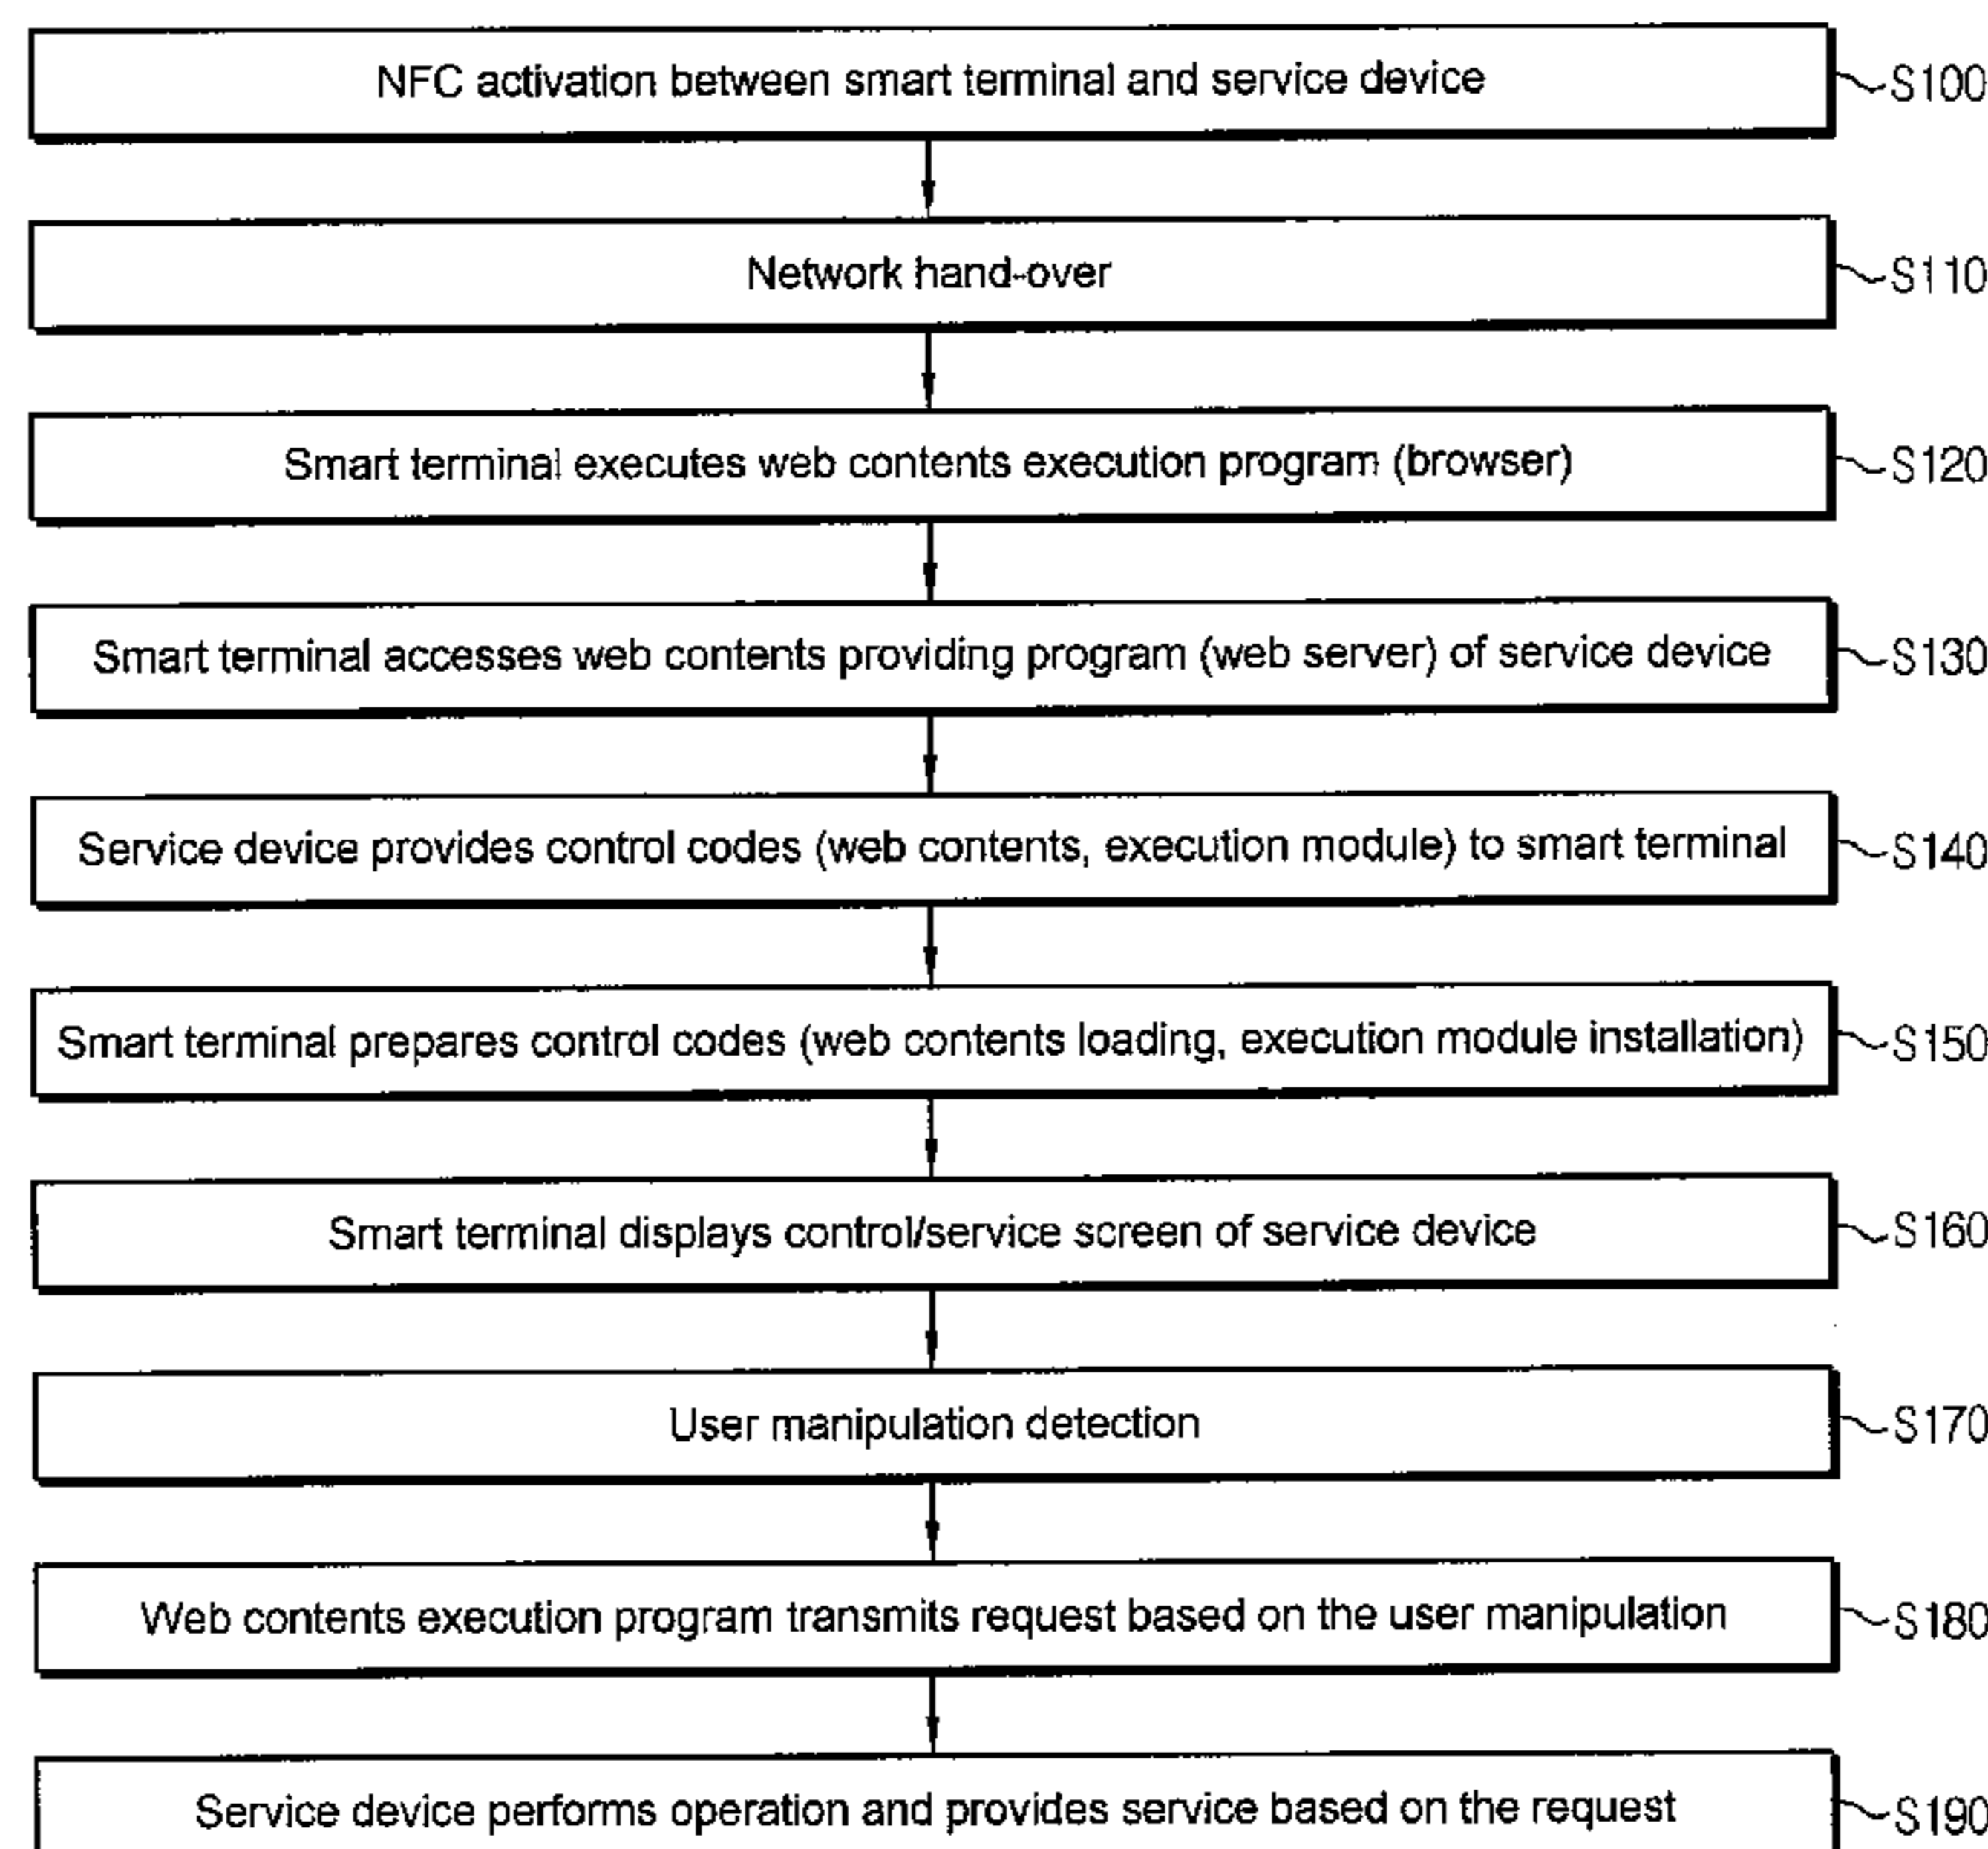 NFC activation between smart terminal and service device
S100
Network hand-over
S110
Smart terminal executes web contents execution program (browser)
S120
Smart terminal accesses web contents providing program (web server) of service device
S130
Service device provides control codes (web contents, execution module) to smart terminal
S140
Smart terminal prepares control codes (web contents loading, execution module installation)
S150
Smart terminal displays control/service screen of service device
S160
User manipulation detection
S170
Web contents execution program transmits request based on the user manipulation
S180
Service device performs operation and provides service based on the request
S190